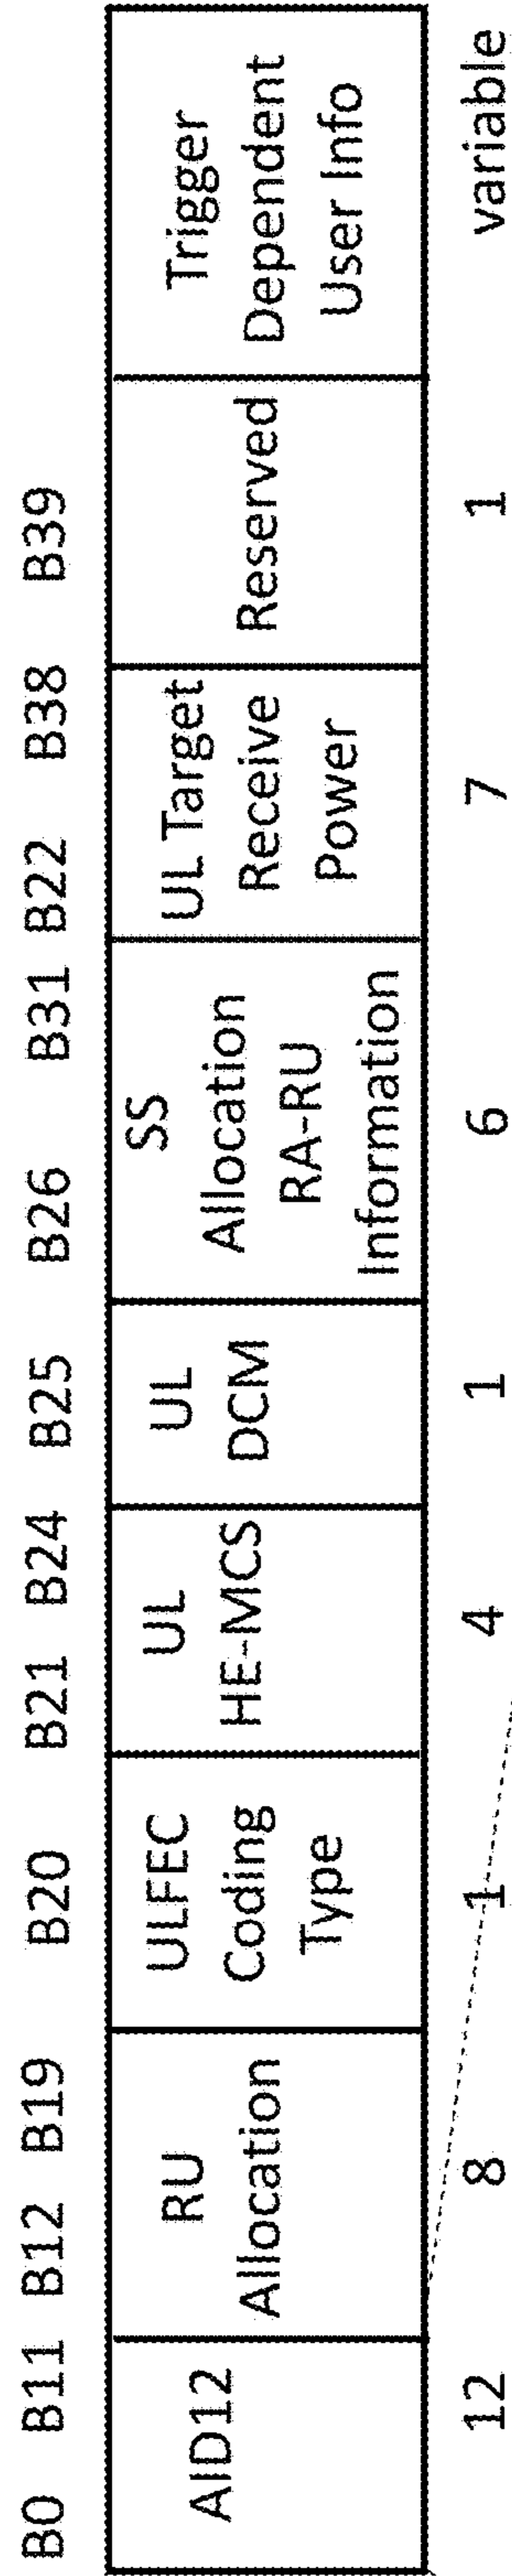 B0 B11 B12 B19 B20 B21 B24 B25 B26 B31 B22 B38 B39
AID12
RU
Allocation
ULFEC
Coding
Type
UL
HE-MCS
UL
DCM
SS
Allocation
RA-RU
Information
UL Target
Receive
Power
Reserved
Trigger
Dependent
User Info
12 8 1 4 1 6 7 1 variable